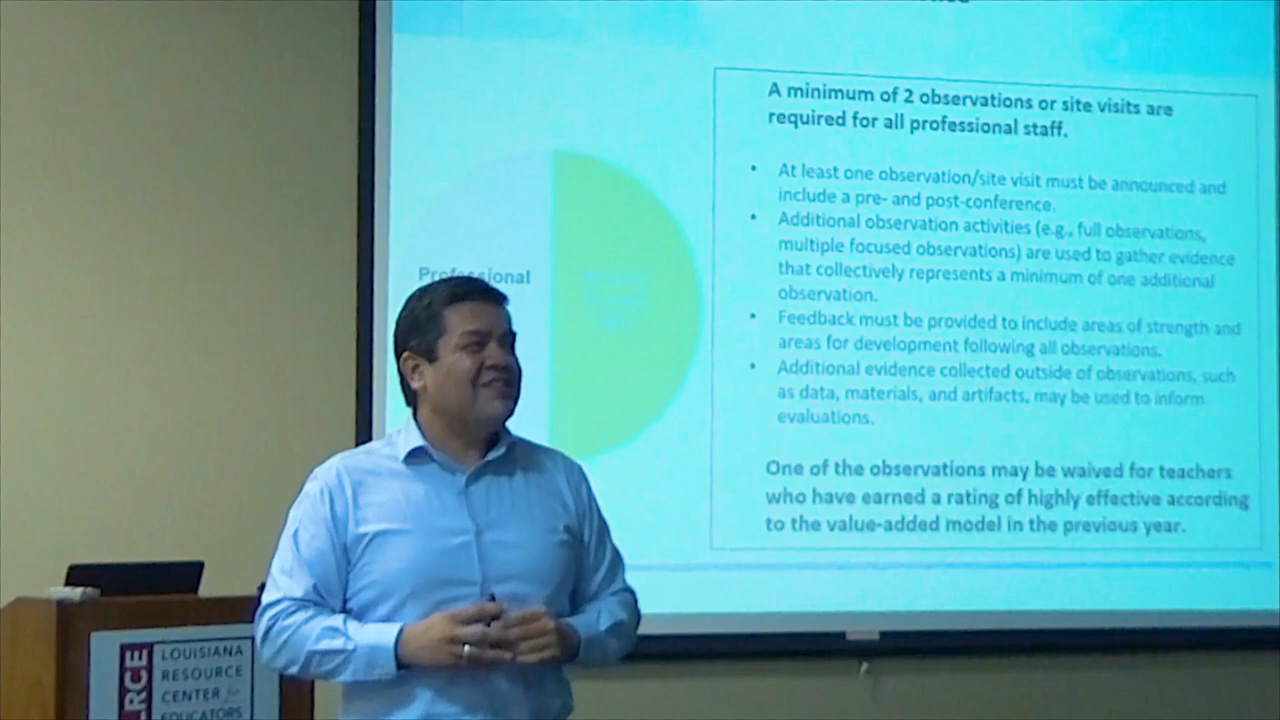 A minimum of 2 observations or site visits are
required for all professional staff.
• At least one observation/site visit must be announced and
include a pre- and post-conference.
• Additional observation activities (e.g., full observations,
multiple focused observations) are used to gather evidence
that collectively represents a minimum of one additional
observation.
• Feedback must be provided to include areas of strength and
areas for development following all observations.
• Additional evidence collected outside of observations, such
as data, materials, and artifacts, may be used to inform
evaluations.
One of the observations may be waived for teachers
who have earned a rating of highly effective according
to the value-added model in the previous year.
Professional
LRCE
LOUISIANA
RESOURCE
CENTER for
EDUCATORS